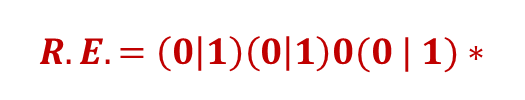 R.E.= (0|1)(0|1)0(0 | 1) *